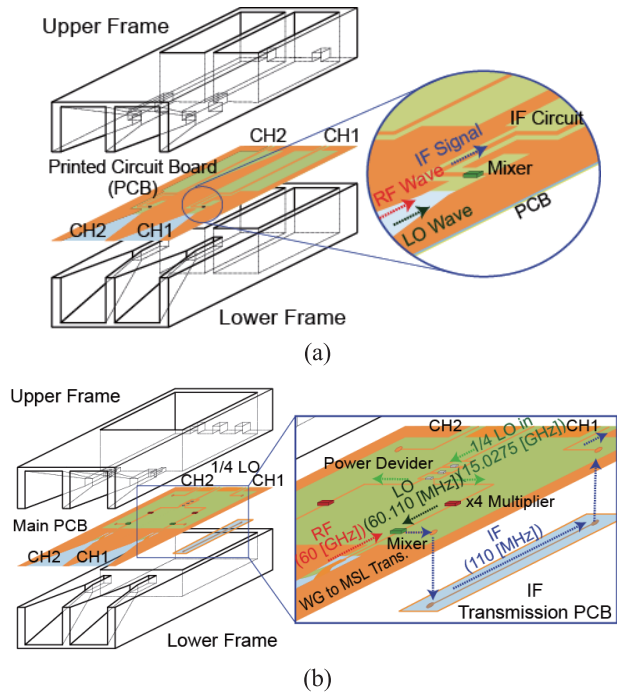 Upper Frame
CH2
CH1
Printed Circuit Board
(PCB)
CH2
CH1
Lower Frame
IF Circuit
IF Signal
Mixer
RF Wave
LO Wave
PCB
(a)
Upper Frame
1/4 LO
CH2
CH1
Main PCB
CH2
CH1
Lower Frame
CH2
1/4 LO in
(15.0275 [GHz])
CH1
Power Devider
LO
(60.110 [MHz])
x4 Multiplier
RF
(60 [GHz])
Mixer
WG to MSL Trans.
IF
(110 [MHz])
IF
Transmission PCB
(b)